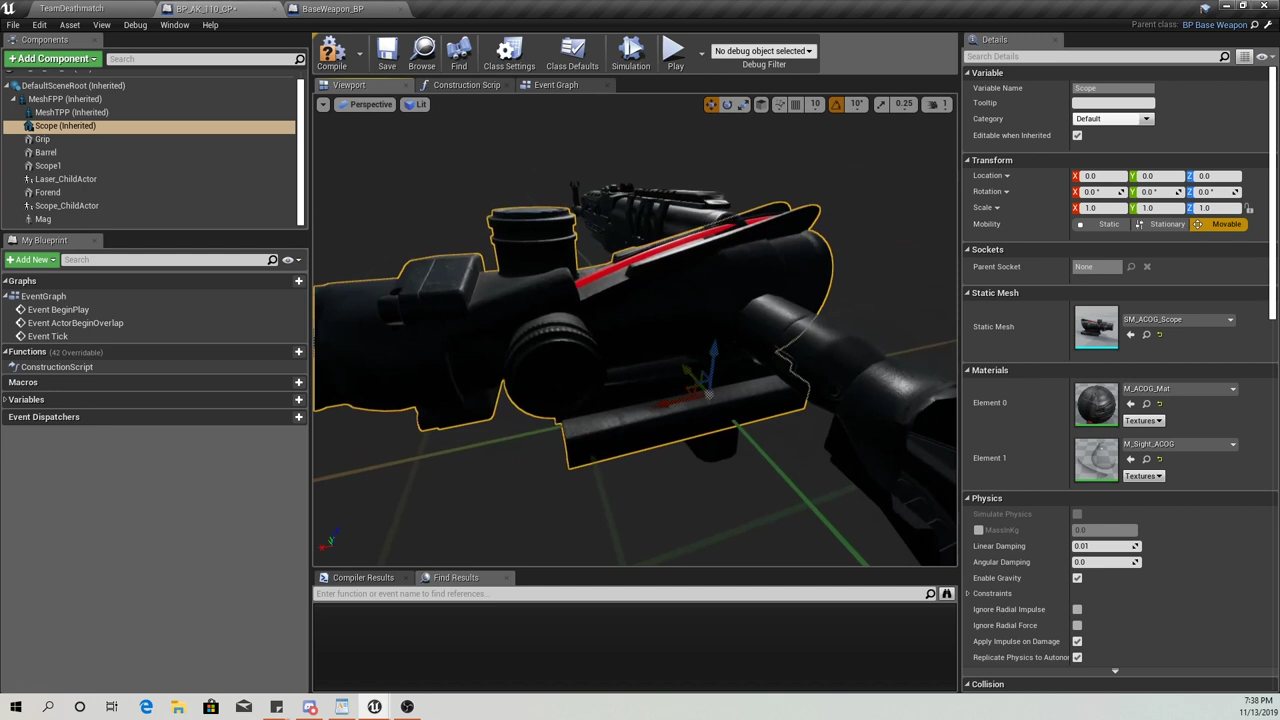 TeamDeathmatch
BP_AK_110_CP*
BaseWeapon_BP
File
Edit
Asset
View
Debug
Window
Help
Parent class: BP Base Weapon
Components
+ Add Component
Search
DefaultSceneRoot (Inherited)
MeshFPP (Inherited)
MeshTPP (Inherited)
Scope (Inherited)
Grip
Barrel
Scope1
Laser_ChildActor
Forend
Scope_ChildActor
Mag
My Blueprint
+ Add New
Search
Graphs
EventGraph
Event BeginPlay
Event ActorBeginOverlap
Event Tick
Functions (42 Overridable)
ConstructionScript
Macros
Variables
Event Dispatchers
Compile
Save
Browse
Find
Class Settings
Class Defaults
Simulation
Play
No debug object selected
Debug Filter
Viewport
Construction Scrip
Event Graph
Perspective
Lit
10
10°
0.25
1
Compiler Results
Find Results
Enter function or event name to find references...
Details
Search Details
Variable
Variable Name Scope
Tooltip
Category Default
Editable when Inherited
Transform
Location X 0.0 Y 0.0 Z 0.0
Rotation X 0.0 ° Y 0.0 ° Z 0.0 °
Scale X 1.0 Y 1.0 Z 1.0
Mobility Static Stationary Movable
Sockets
Parent Socket None
Static Mesh
Static Mesh SM_ACOG_Scope
Materials
Element 0 M_ACOG_Mat
Textures
Element 1 M_Sight_ACOG
Textures
Physics
Simulate Physics
MassInKg 0.0
Linear Damping 0.01
Angular Damping 0.0
Enable Gravity
Constraints
Ignore Radial Impulse
Ignore Radial Force
Apply Impulse on Damage
Replicate Physics to Autonor
Collision
7:38 PM
11/13/2019